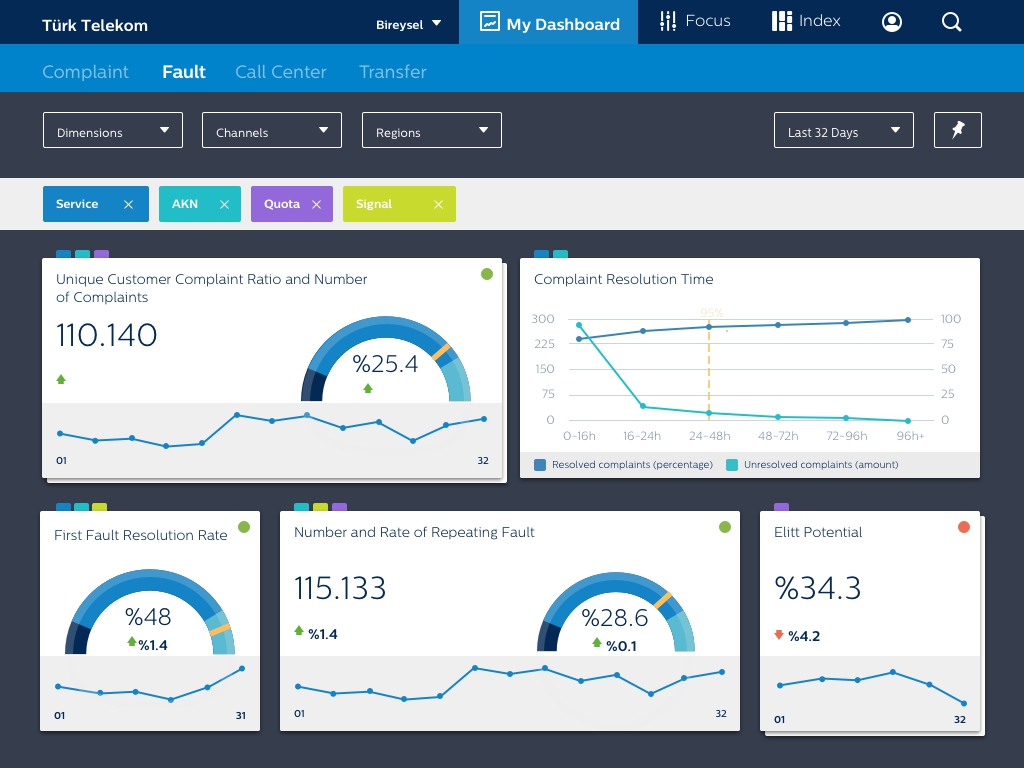 Türk Telekom
Bireysel
My Dashboard
Focus
Index
Complaint
Fault
Call Center
Transfer
Dimensions
Channels
Regions
Last 32 Days
Service
AKN
Quota
Signal
Unique Customer Complaint Ratio and Number
of Complaints
110.140
%25.4
01
32
Complaint Resolution Time
95%
300
100
225
75
150
50
75
25
0
0
0-16h
16-24h
24-48h
48-72h
72-96h
96h+
Resolved complaints (percentage)
Unresolved complaints (amount)
First Fault Resolution Rate
%48
%1.4
01
31
Number and Rate of Repeating Fault
115.133
%1.4
%28.6
%0.1
01
32
Elitt Potential
%34.3
%4.2
01
32